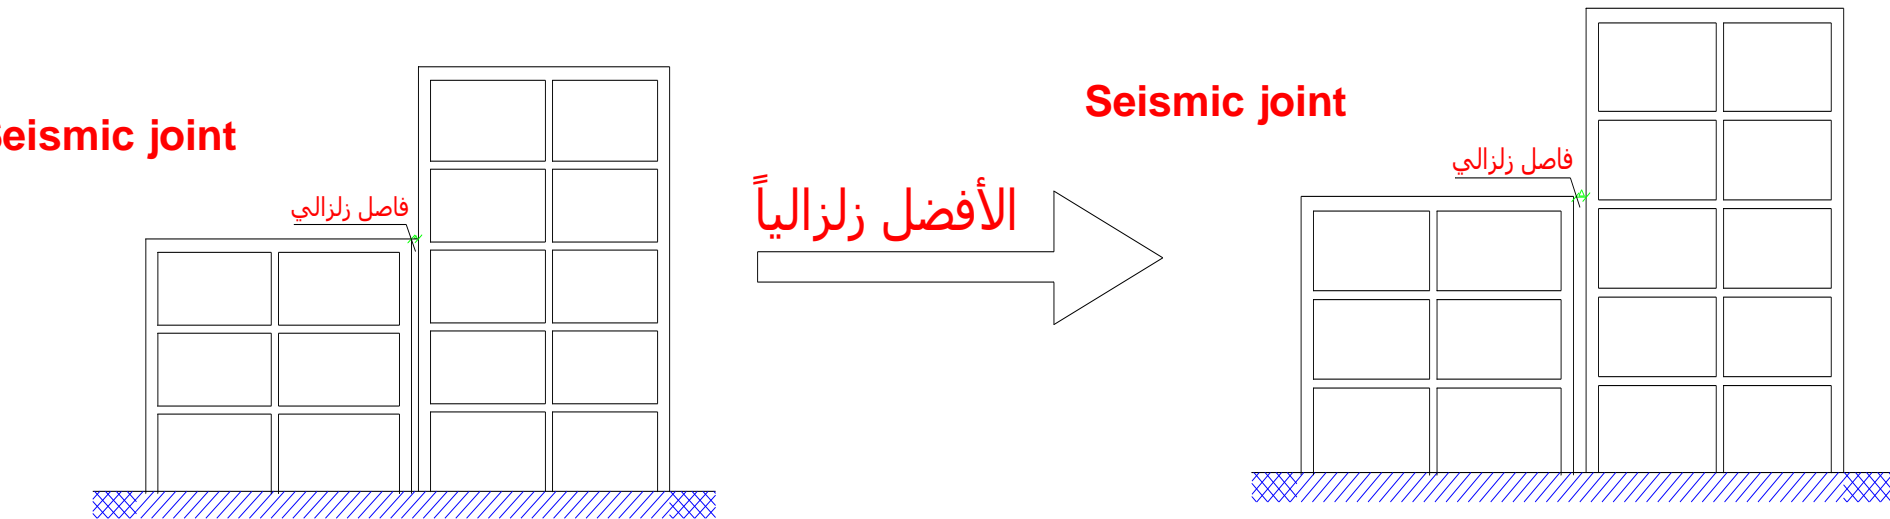 eismic joint
فاصل زلزالي
الأفضل زلزالياً
Seismic joint
فاصل زلزالي